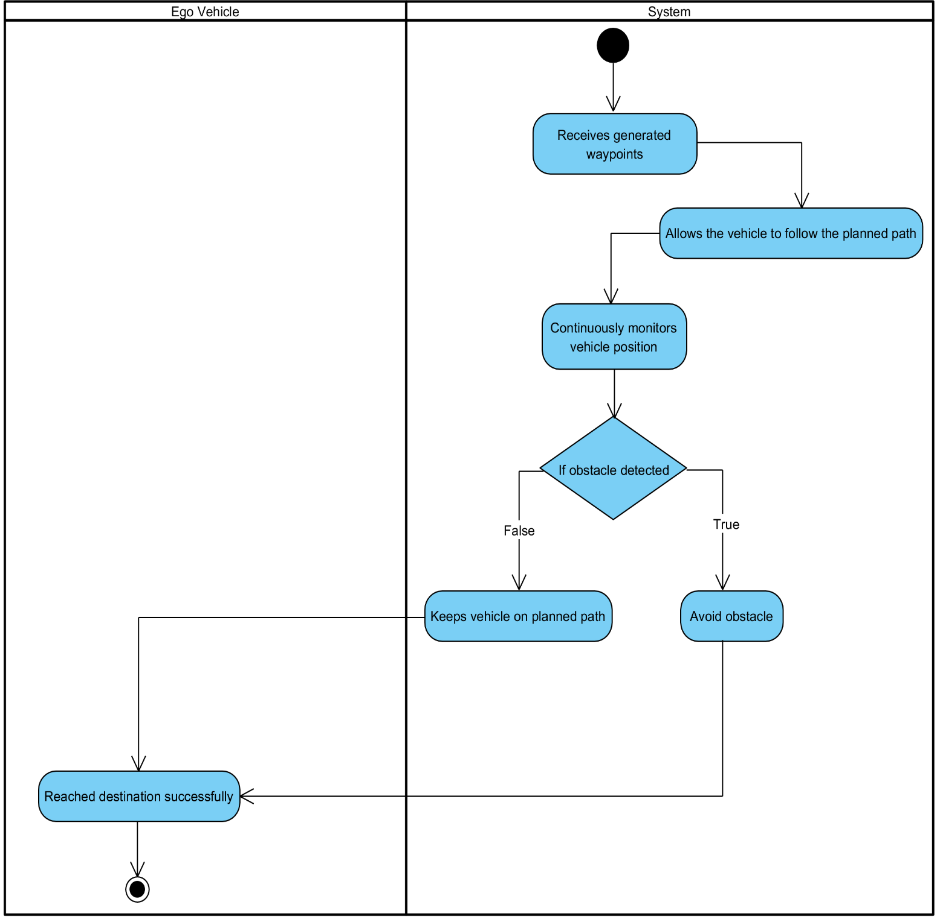 Ego Vehicle
System
Receives generated
waypoints
Allows the vehicle to follow the planned path
Continuously monitors
vehicle position
If obstacle detected
False
True
Keeps vehicle on planned path
Avoid obstacle
Reached destination successfully